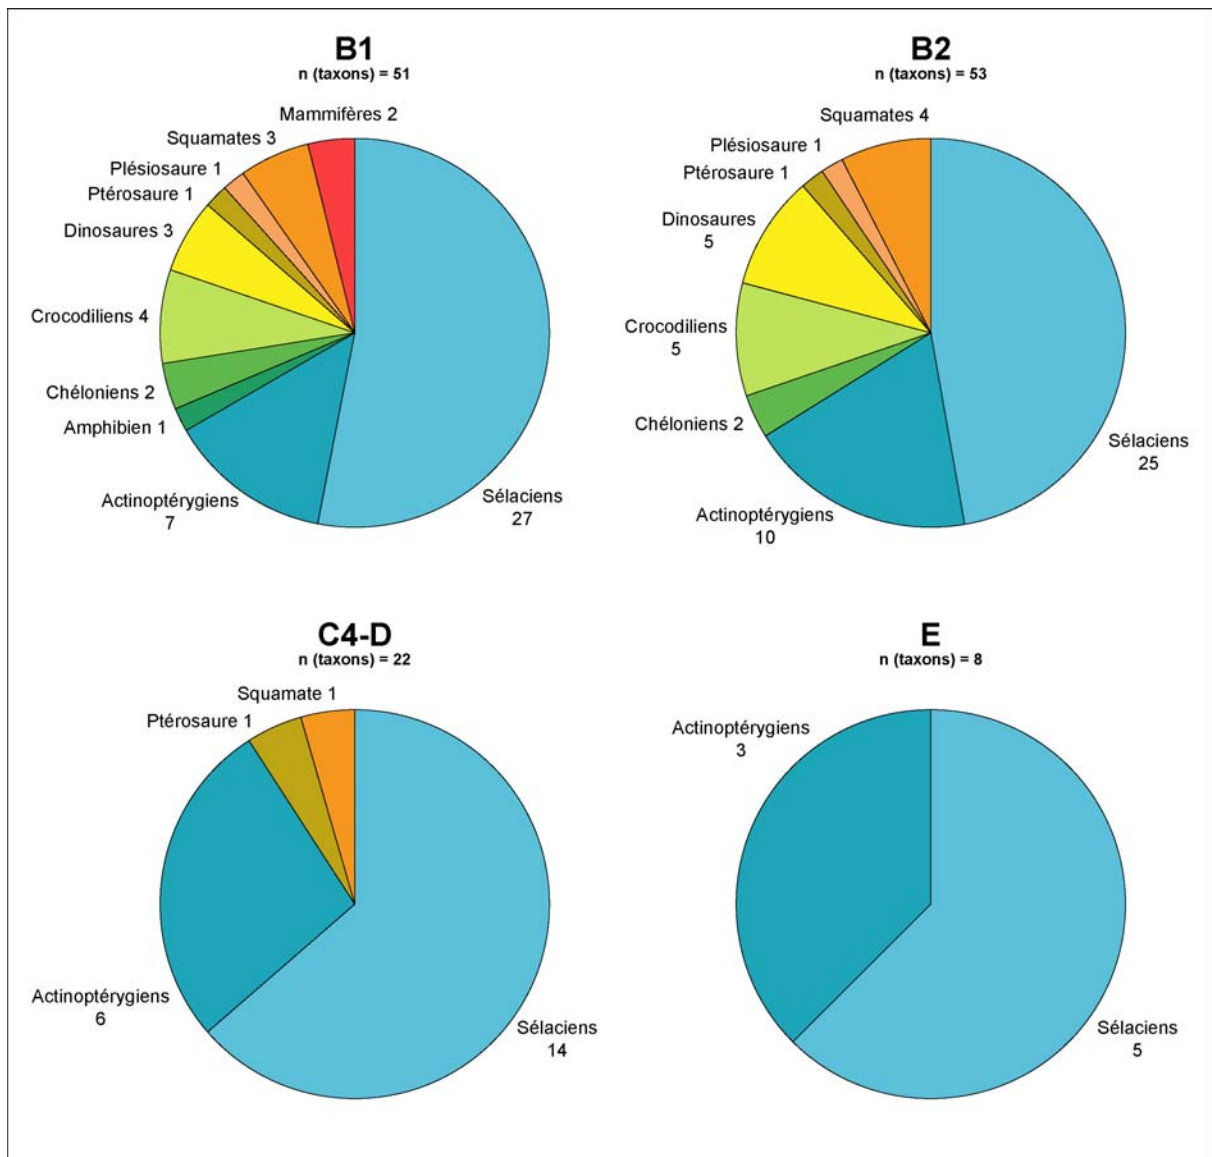 B1
n (taxons) = 51
Mammifères 2
Squamates 3
Plésiosaure 1
Ptérosaure 1
Dinosaures 3
Crocodiliens 4
Chéloniens 2
Amphibien 1
Actinoptérygiens
7
Sélaciens
27
B2
n (taxons) = 53
Squamates 4
Plésiosaure 1
Ptérosaure 1
Dinosaures
5
Crocodiliens
5
Chéloniens 2
Actinoptérygiens
10
Sélaciens
25
C4-D
n (taxons) = 22
Squamate 1
Ptérosaure 1
Actinoptérygiens
6
Sélaciens
14
E
n (taxons) = 8
Actinoptérygiens
3
Sélaciens
5